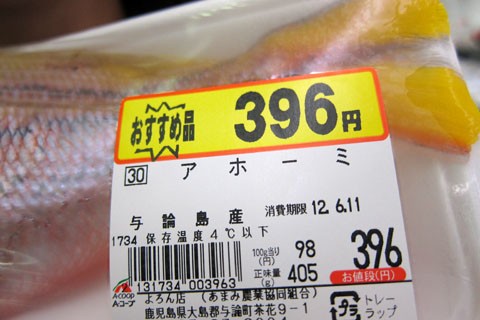 おすすめ品 396円
30 アホーミ
与論島産 消費期限 12.6.11
1734 保存温度 4℃以下
100g当り(円) 98 396
正味量(g) 405 お値段(円)
131734 003963
A·COOP
Aコープ
よろん店 (あまみ農業協同組合)
鹿児島県大島郡与論町茶花９-１
プラ トレー
ラップ